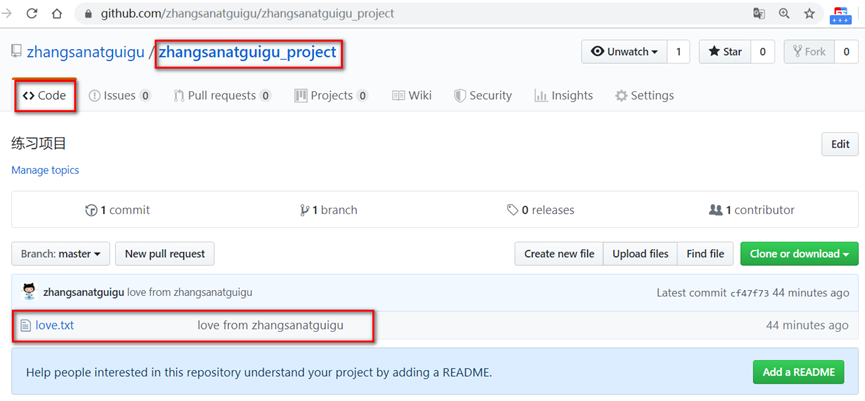 github.com/zhangsanatguigu/zhangsanatguigu_project
zhangsanatguigu / zhangsanatguigu_project
Unwatch 1 Star 0 Fork 0
Code Issues 0 Pull requests 0 Projects 0 Wiki Security Insights Settings
练习项目 Edit
Manage topics
1 commit 1 branch 0 releases 1 contributor
Branch: master New pull request Create new file Upload files Find file Clone or download
zhangsanatguigu love from zhangsanatguigu Latest commit cf47f73 44 minutes ago
love.txt love from zhangsanatguigu 44 minutes ago
Help people interested in this repository understand your project by adding a README. Add a README